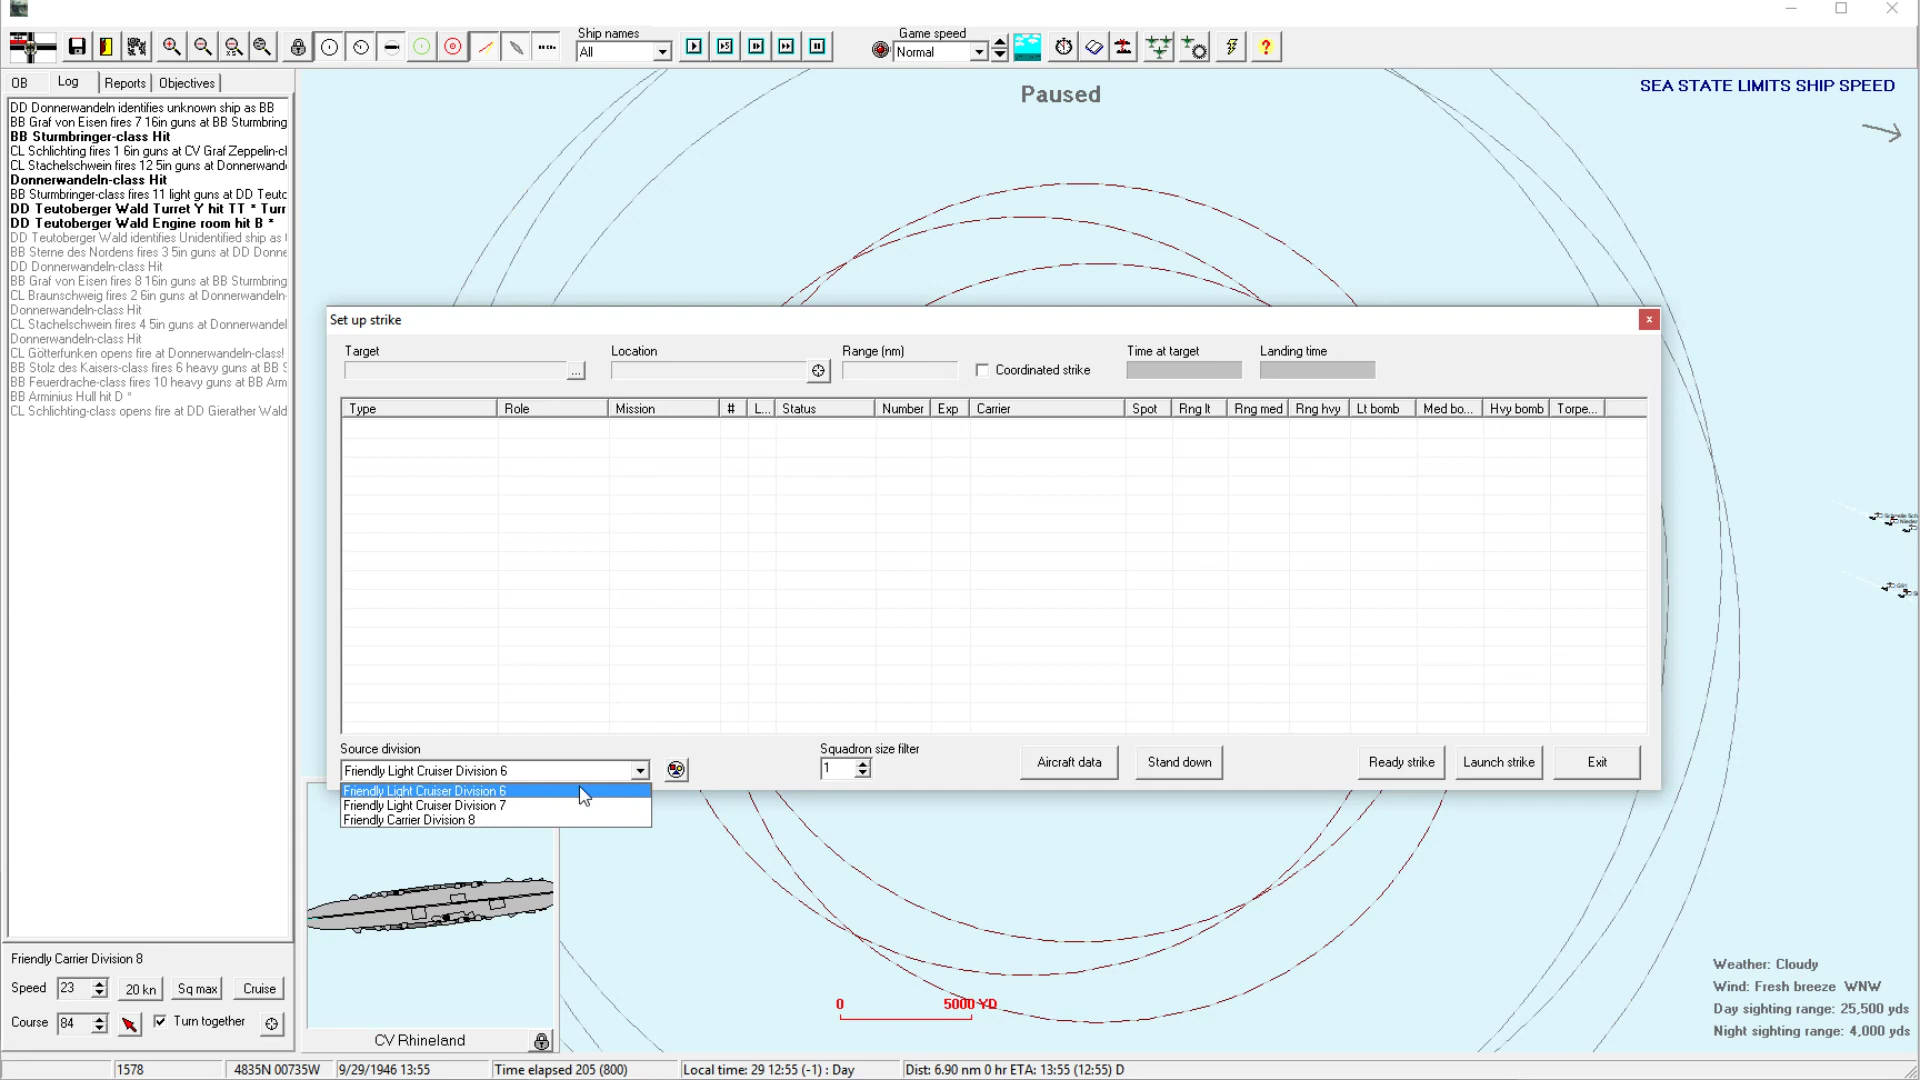 Ship names
All
Game speed
Normal
OB
Log
Reports
Objectives
Paused
SEA STATE LIMITS SHIP SPEED
DD Donnerwandeln identifies unknown ship as BB
BB Graf von Eisen fires 7 16in guns at BB Sturmbring
BB Sturmbringer-class Hit
CL Schlichting fires 1 6in guns at CV Graf Zeppelin-cl
CL Stachelschwein fires 12 5in guns at Donnerwande
Donnerwandeln-class Hit
BB Sturmbringer-class fires 11 light guns at DD Teuto
DD Teutoberger Wald Turret Y hit TT * Turr
DD Teutoberger Wald Engine room hit B *
DD Teutoberger Wald identifies Unidentified ship as
BB Sterne des Nordens fires 3 5in guns at DD Donne
DD Donnerwandeln-class Hit
BB Graf von Eisen fires 8 16in guns at BB Sturmbring
CL Braunschweig fires 2 6in guns at Donnerwandeln-
Donnerwandeln-class Hit
CL Stachelschwein fires 4 5in guns at Donnerwandel
Donnerwandeln-class Hit
CL Götterfunken opens fire at Donnerwandeln-class!
BB Stolz des Kaisers-class fires 6 heavy guns at BB S
BB Feuerdrache-class fires 10 heavy guns at BB Arm
BB Arminius Hull hit D *
CL Schlichting-class opens fire at DD Gierather Wald
Set up strike
Target
Location
Range (nm)
Coordinated strike
Time at target
Landing time
...
Type Role Mission # L... Status Number Exp Carrier Spot Rng lt Rng med Rng hvy Lt bomb Med bo... Hvy bomb Torpe...
Source division
Friendly Light Cruiser Division 6
Friendly Light Cruiser Division 6
Friendly Light Cruiser Division 7
Friendly Carrier Division 8
Squadron size filter
1
Aircraft data
Stand down
Ready strike
Launch strike
Exit
Friendly Carrier Division 8
Speed 23 20 kn Sq max Cruise
Course 84 Turn together
CV Rhineland
0 5000 YD
Weather: Cloudy
Wind: Fresh breeze WNW
Day sighting range: 25,500 yds
Night sighting range: 4,000 yds
1578
4835N 00735W
9/29/1946 13:55
Time elapsed 205 (800)
Local time: 29 12:55 (-1) : Day
Dist: 6.90 nm 0 hr ETA: 13:55 (12:55) D